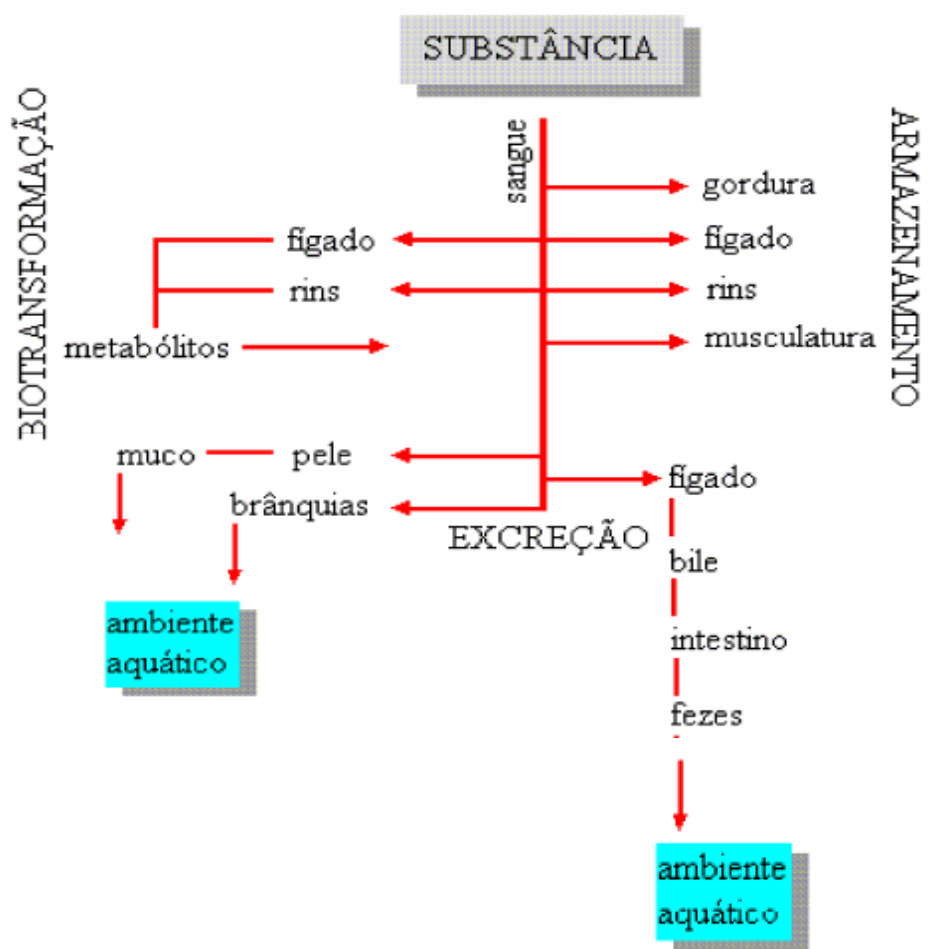 SUBSTÂNCIA
BIOTRANSFORMAÇÃO
sangue
ARMAZENAMENTO
gordura
fígado
fígado
rins
rins
metabólitos
musculatura
muco
pele
fígado
brânquias
EXCREÇÃO
bile
ambiente
aquático
intestino
fezes
ambiente
aquático